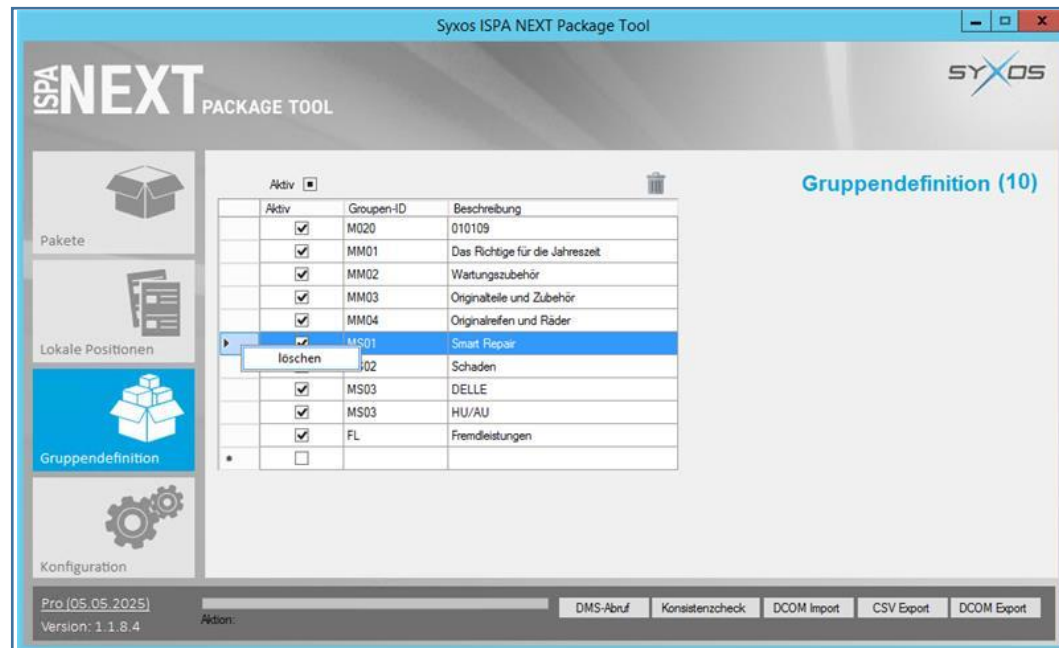 Syxos ISPA NEXT Package Tool
ISPA NEXT PACKAGE TOOL
SYXOS
Pakete
Lokale Positionen
Gruppendefinition
Konfiguration
Gruppendefinition (10)
Aktiv
Aktiv Groupen-ID Beschreibung
M020 010109
MM01 Das Richtige für die Jahreszeit
MM02 Wartungszubehör
MM03 Originalteile und Zubehör
MM04 Originalreifen und Räder
MS01 Smart Repair
löschen
S02 Schaden
MS03 DELLE
MS03 HU/AU
FL Fremdleistungen
Pro (05.05.2025)
Version: 1.1.8.4
Aktion:
DMS-Abruf Konsistenzcheck DCOM Import CSV Export DCOM Export